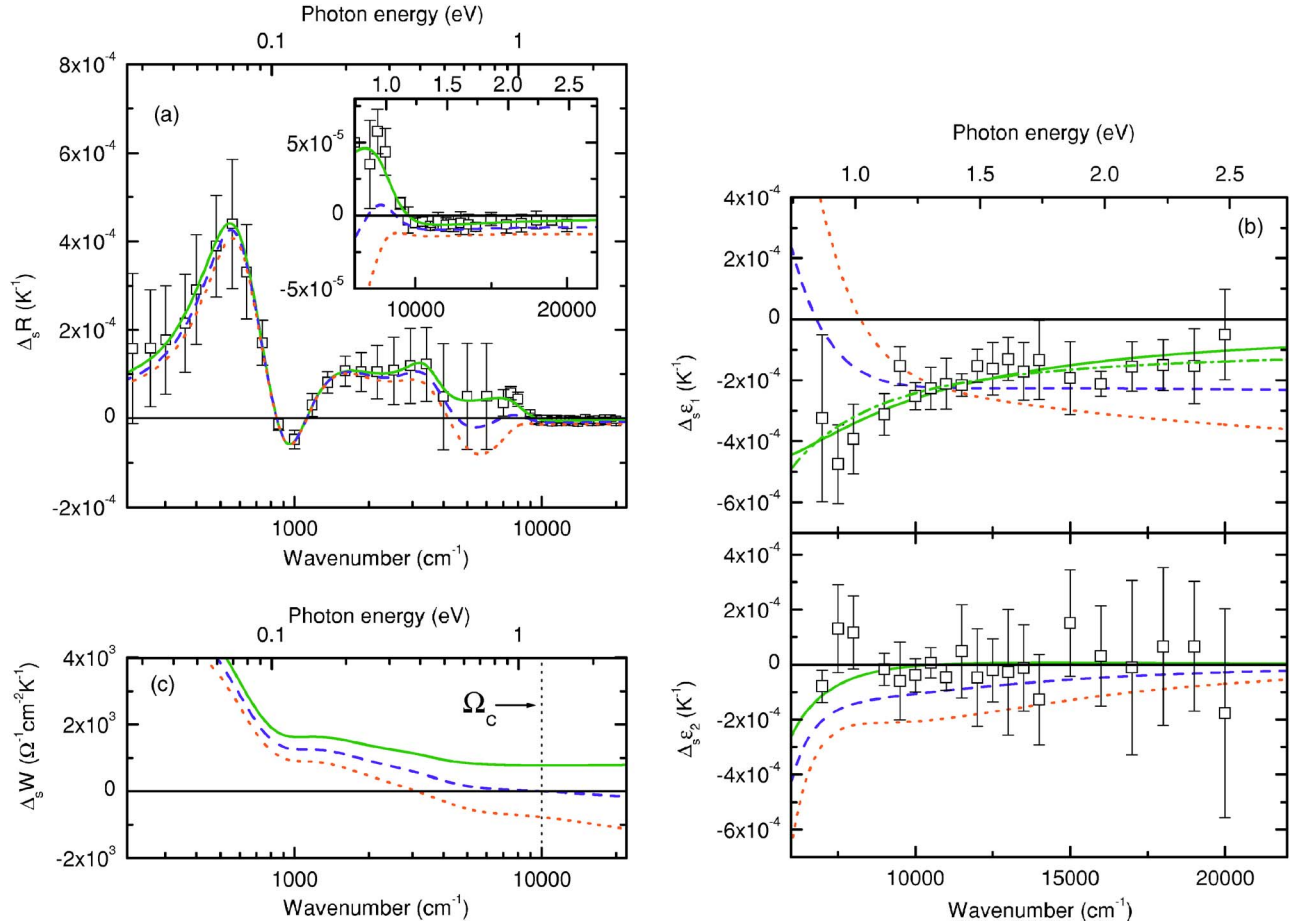 Photon energy (eV)
0.1 1
8x10⁻⁴
6x10⁻⁴
4x10⁻⁴
2x10⁻⁴
0
-2x10⁻⁴
ΔₛR (K⁻¹)
(a)
1.0 1.5 2.0 2.5
5x10⁻⁵
0
-5x10⁻⁵
10000 20000
1000 10000
Wavenumber (cm⁻¹)
Photon energy (eV)
0.1 1
4x10³
2x10³
0
-2x10³
ΔₛW (Ω⁻¹cm⁻²K⁻¹)
(c)
Ω_c
1000 10000
Wavenumber (cm⁻¹)
Photon energy (eV)
1.0 1.5 2.0 2.5
4x10⁻⁴
2x10⁻⁴
0
-2x10⁻⁴
-4x10⁻⁴
-6x10⁻⁴
Δₛε₁ (K⁻¹)
(b)
4x10⁻⁴
2x10⁻⁴
0
-2x10⁻⁴
-4x10⁻⁴
-6x10⁻⁴
Δₛε₂ (K⁻¹)
10000 15000 20000
Wavenumber (cm⁻¹)